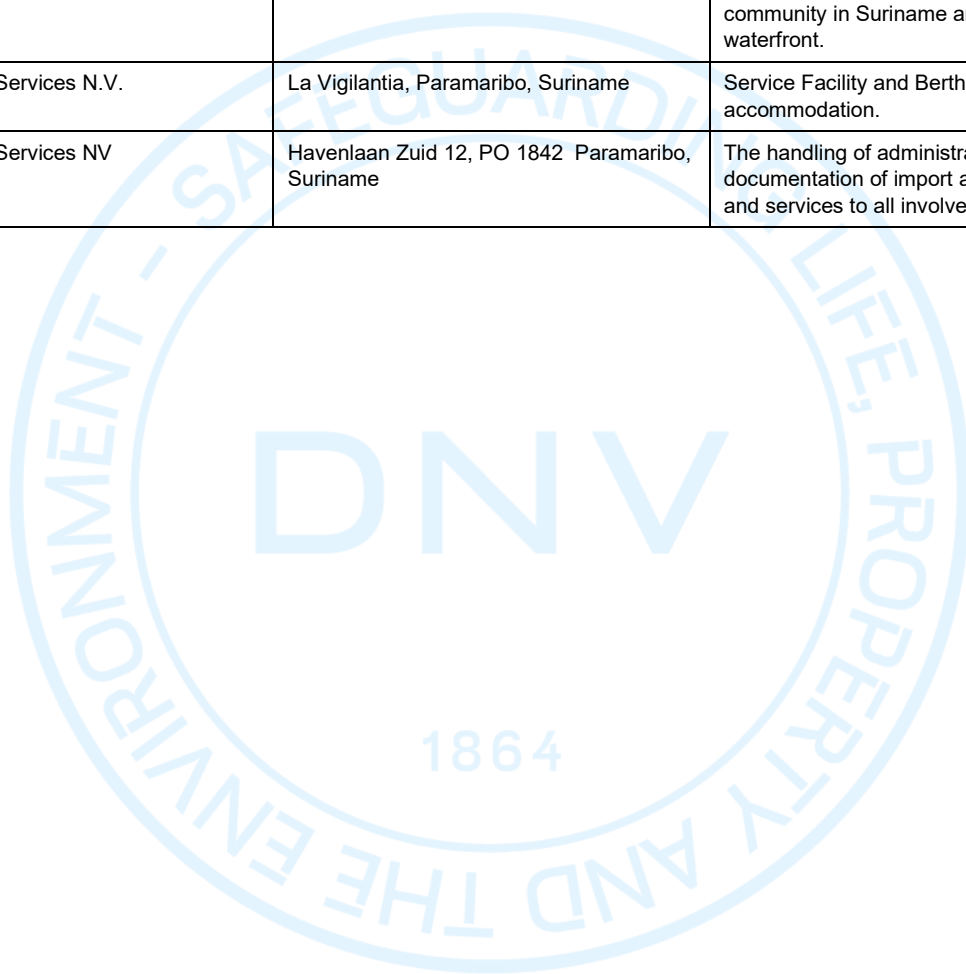 community in Suriname
waterfront.
Services N.V.
La Vigilantia, Paramaribo, Suriname
Service Facility and Berth
accommodation.
Services NV
Havenlaan Zuid 12, PO 1842 Paramaribo,
Suriname
The handling of
documentation of import
and services to all
SAFEGUARDING LIFE, PROPERTY AND THE ENVIRONMENT -
DNV
1864